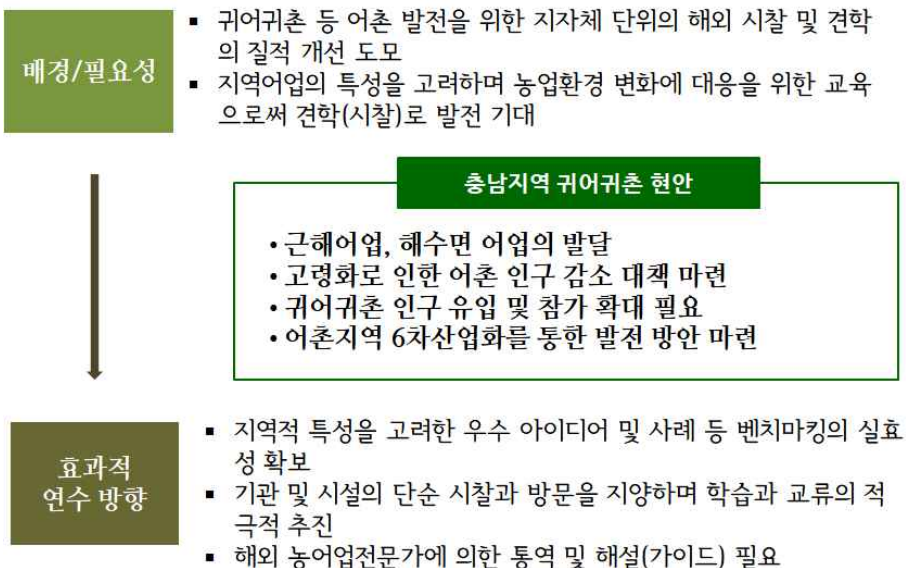 배경/필요성
▪ 귀어귀촌 등 어촌 발전을 위한 지자체 단위의 해외 시찰 및 견학
의 질적 개선 도모
▪ 지역어업의 특성을 고려하며 농업환경 변화에 대응을 위한 교육
으로써 견학(시찰)로 발전 기대
충남지역 귀어귀촌 현안
• 근해어업, 해수면 어업의 발달
• 고령화로 인한 어촌 인구 감소 대책 마련
• 귀어귀촌 인구 유입 및 참가 확대 필요
• 어촌지역 6차산업화를 통한 발전 방안 마련
효과적
연수 방향
▪ 지역적 특성을 고려한 우수 아이디어 및 사례 등 벤치마킹의 실효
성 확보
▪ 기관 및 시설의 단순 시찰과 방문을 지양하며 학습과 교류의 적
극적 추진
▪ 해외 농어업전문가에 의한 통역 및 해설(가이드) 필요